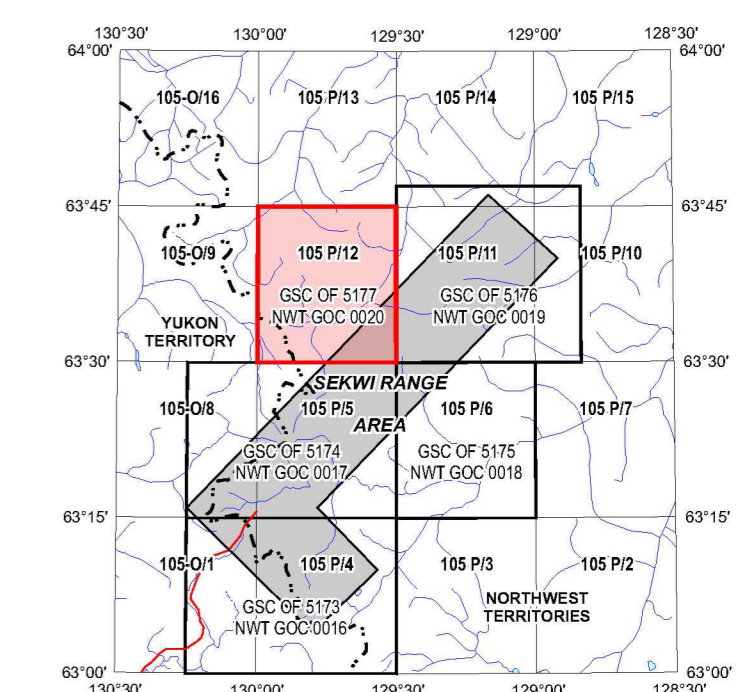 130°30' 130°00' 129°30' 129°00' 128°30'
64°00' 64°00'
105-O/16 105 P/13 105 P/14 105 P/15
63°45' 63°45'
105-O/9 105 P/12 105 P/11 105 P/10
GSC OF 5177 GSC OF 5176
NWT GOC 0020 NWT GOC 0019
YUKON
TERRITORY
63°30' 63°30'
SEKWI RANGE
105-O/8 105 P/5 105 P/6 105 P/7
AREA
GSC OF 5174 GSC OF 5175
NWT GOC 0017 NWT GOC 0018
63°15' 63°15'
105-O/1 105 P/4 105 P/3 105 P/2
NORTHWEST
TERRITORIES
GSC OF 5173
NWT GOC 0016
63°00' 63°00'
130°30' 130°00' 129°30' 129°00' 128°30'